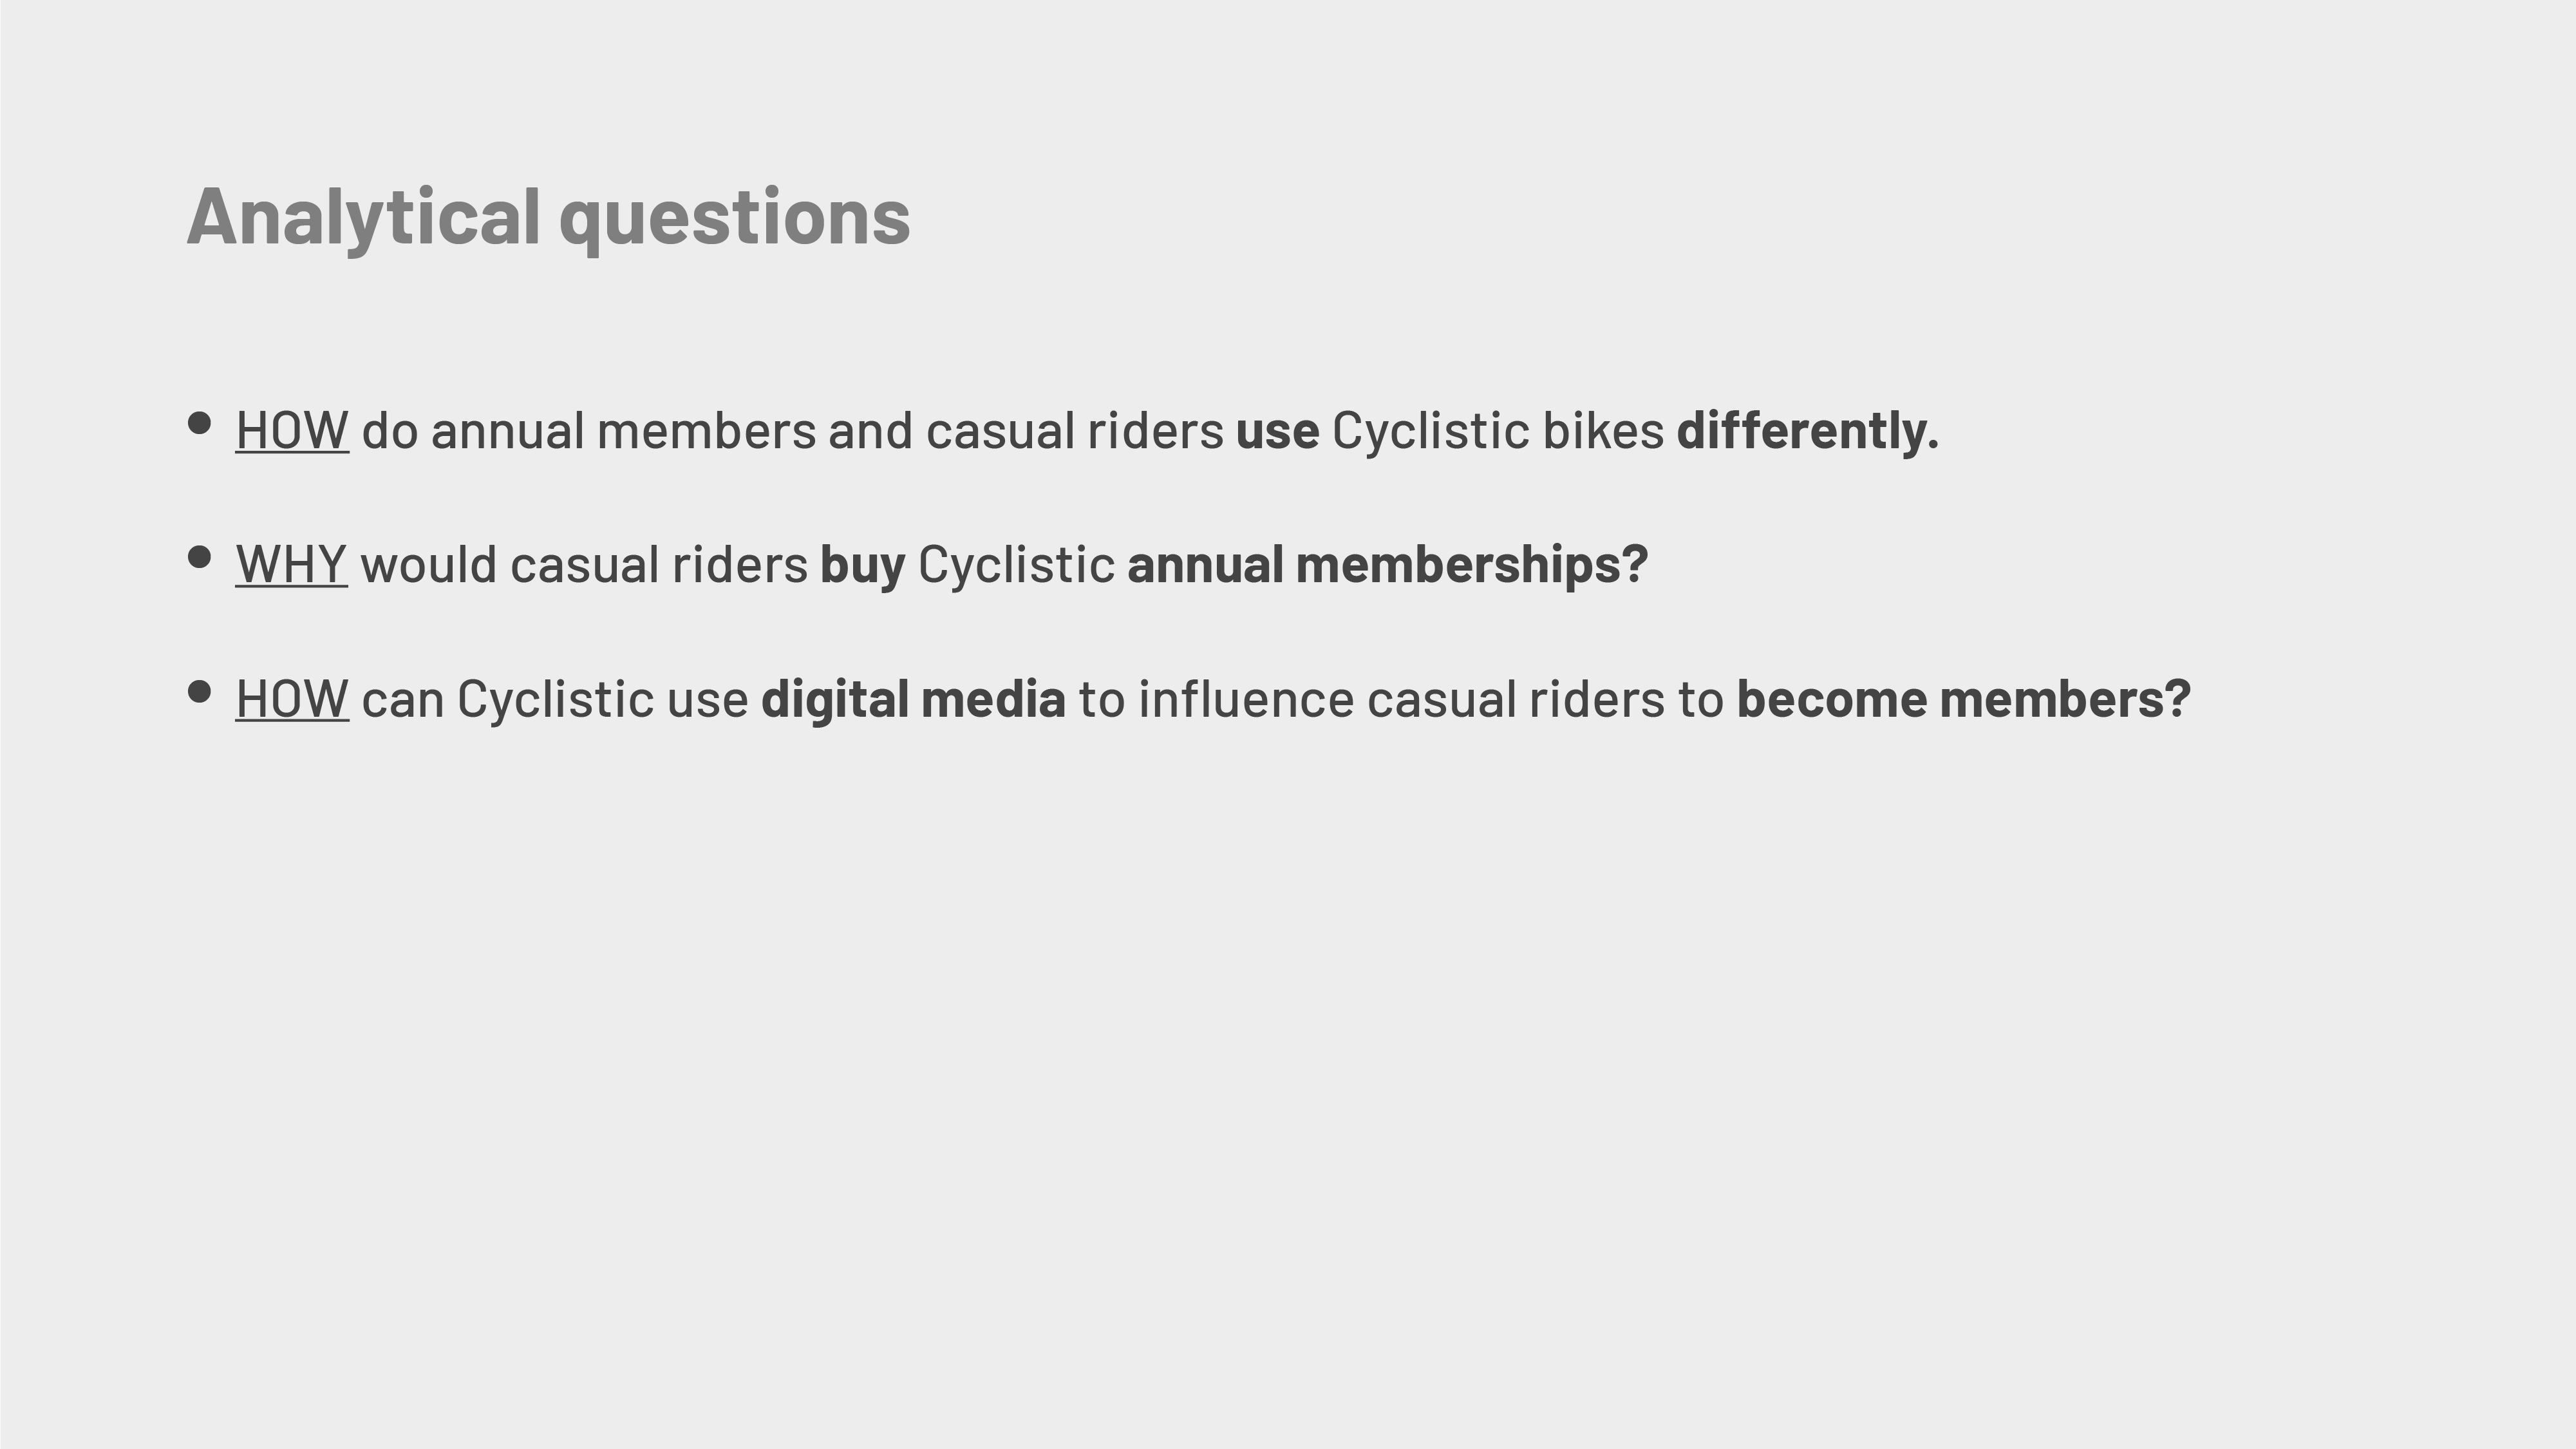 Analytical questions
• HOW do annual members and casual riders use Cyclistic bikes differently.
• WHY would casual riders buy Cyclistic annual memberships?
• HOW can Cyclistic use digital media to influence casual riders to become members?